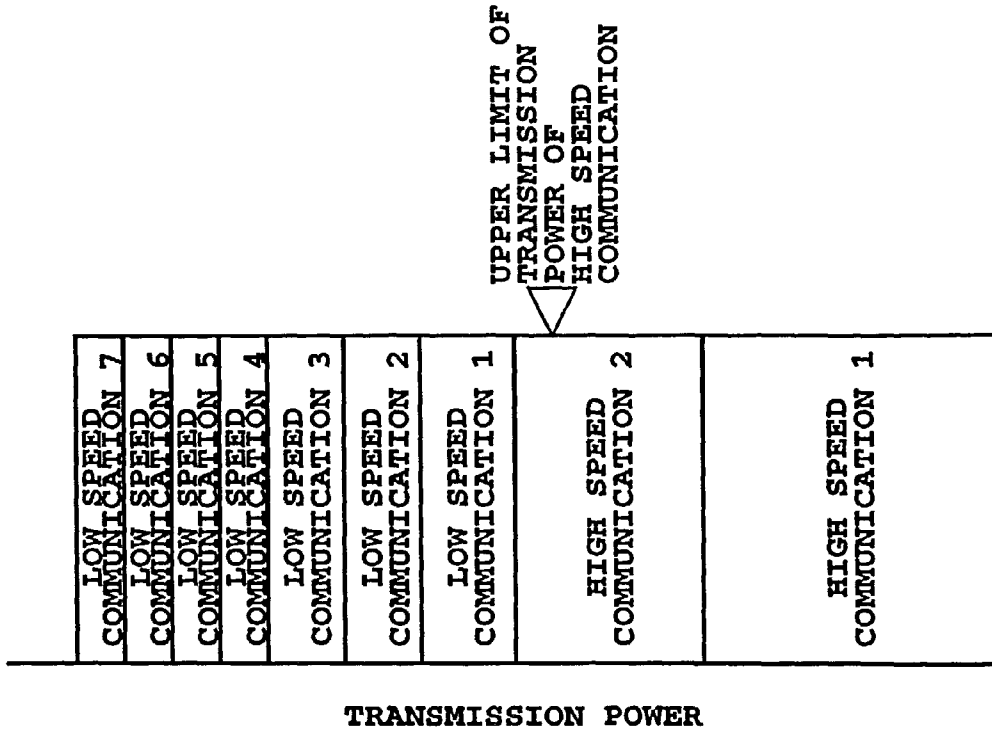 UPPER LIMIT OF
TRANSMISSION
POWER OF
HIGH SPEED
COMMUNICATION
LOW SPEED
COMMUNICATION 7
LOW SPEED
COMMUNICATION 6
LOW SPEED
COMMUNICATION 5
LOW SPEED
COMMUNICATION 4
LOW SPEED
COMMUNICATION 3
LOW SPEED
COMMUNICATION 2
LOW SPEED
COMMUNICATION 1
HIGH SPEED
COMMUNICATION 2
HIGH SPEED
COMMUNICATION 1
TRANSMISSION POWER